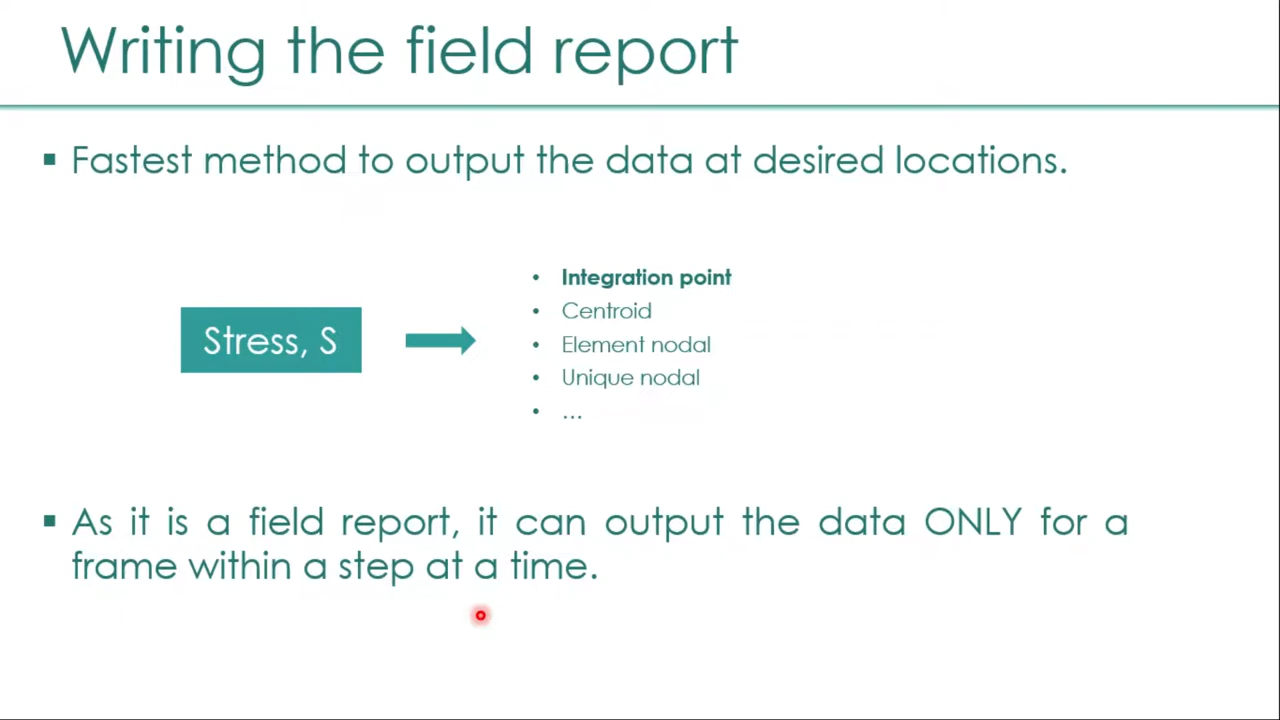 Writing the field report
▪ Fastest method to output the data at desired locations.
Stress, S
• Integration point
• Centroid
• Element nodal
• Unique nodal
• ...
▪ As it is a field report, it can output the data ONLY for a
frame within a step at a time.